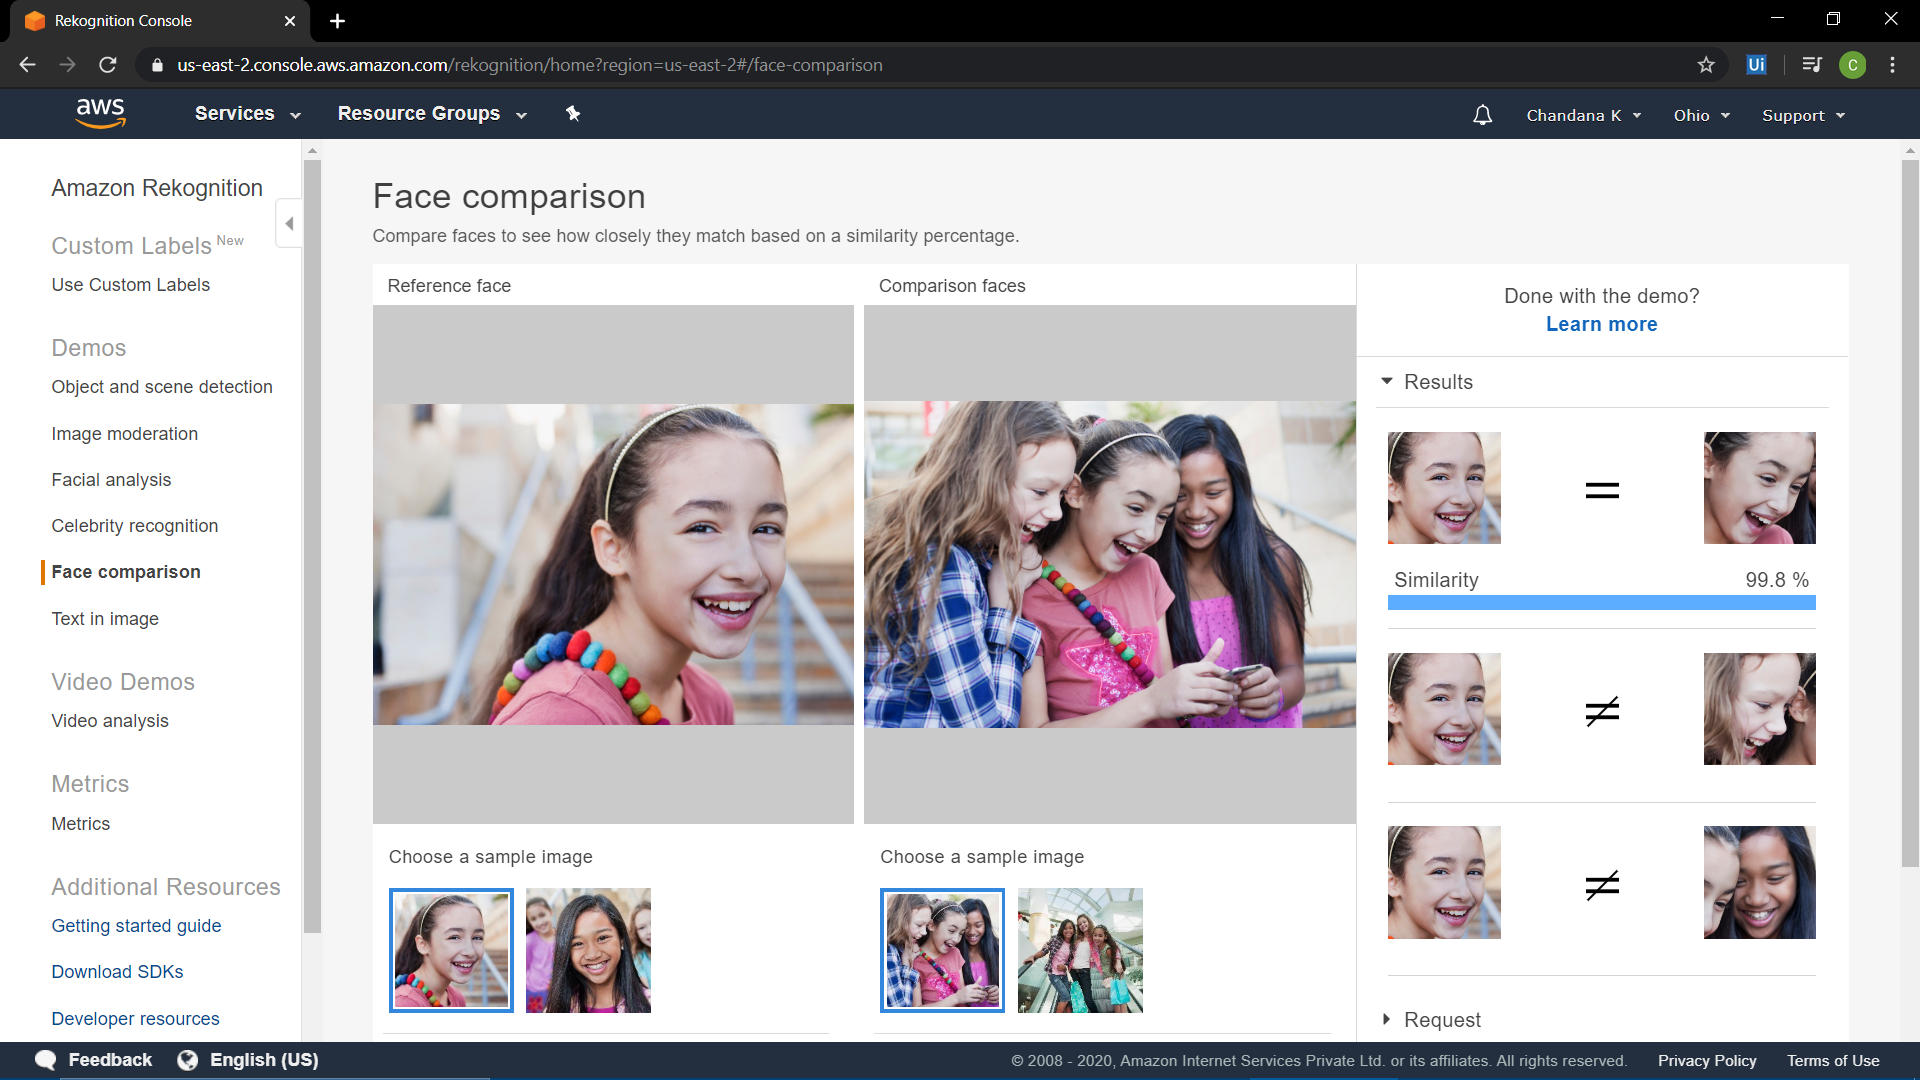 Rekognition Console
us-east-2.console.aws.amazon.com/rekognition/home?region=us-east-2#/face-comparison
Ui
C
aws
Services
Resource Groups
Chandana K
Ohio
Support
Amazon Rekognition
Custom Labels New
Use Custom Labels
Demos
Object and scene detection
Image moderation
Facial analysis
Celebrity recognition
Face comparison
Text in image
Video Demos
Video analysis
Metrics
Metrics
Additional Resources
Getting started guide
Download SDKs
Developer resources
Face comparison
Compare faces to see how closely they match based on a similarity percentage.
Reference face
Comparison faces
Choose a sample image
Choose a sample image
Done with the demo?
Learn more
Results
=
Similarity 99.8 %
≠
≠
Request
Feedback
English (US)
© 2008 - 2020, Amazon Internet Services Private Ltd. or its affiliates. All rights reserved.
Privacy Policy
Terms of Use